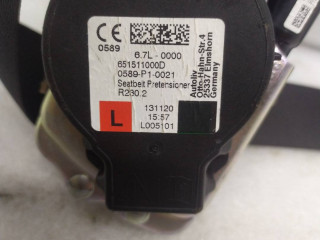 CE
0589
6.7L - 0000
651511000D
0589-P1-0021
Seatbelt Pretensioner
R230.2
Autoliv
Otto-Hahn-Str.4
25337 Elmshorn
Germany
L
131120
15:57
L005101